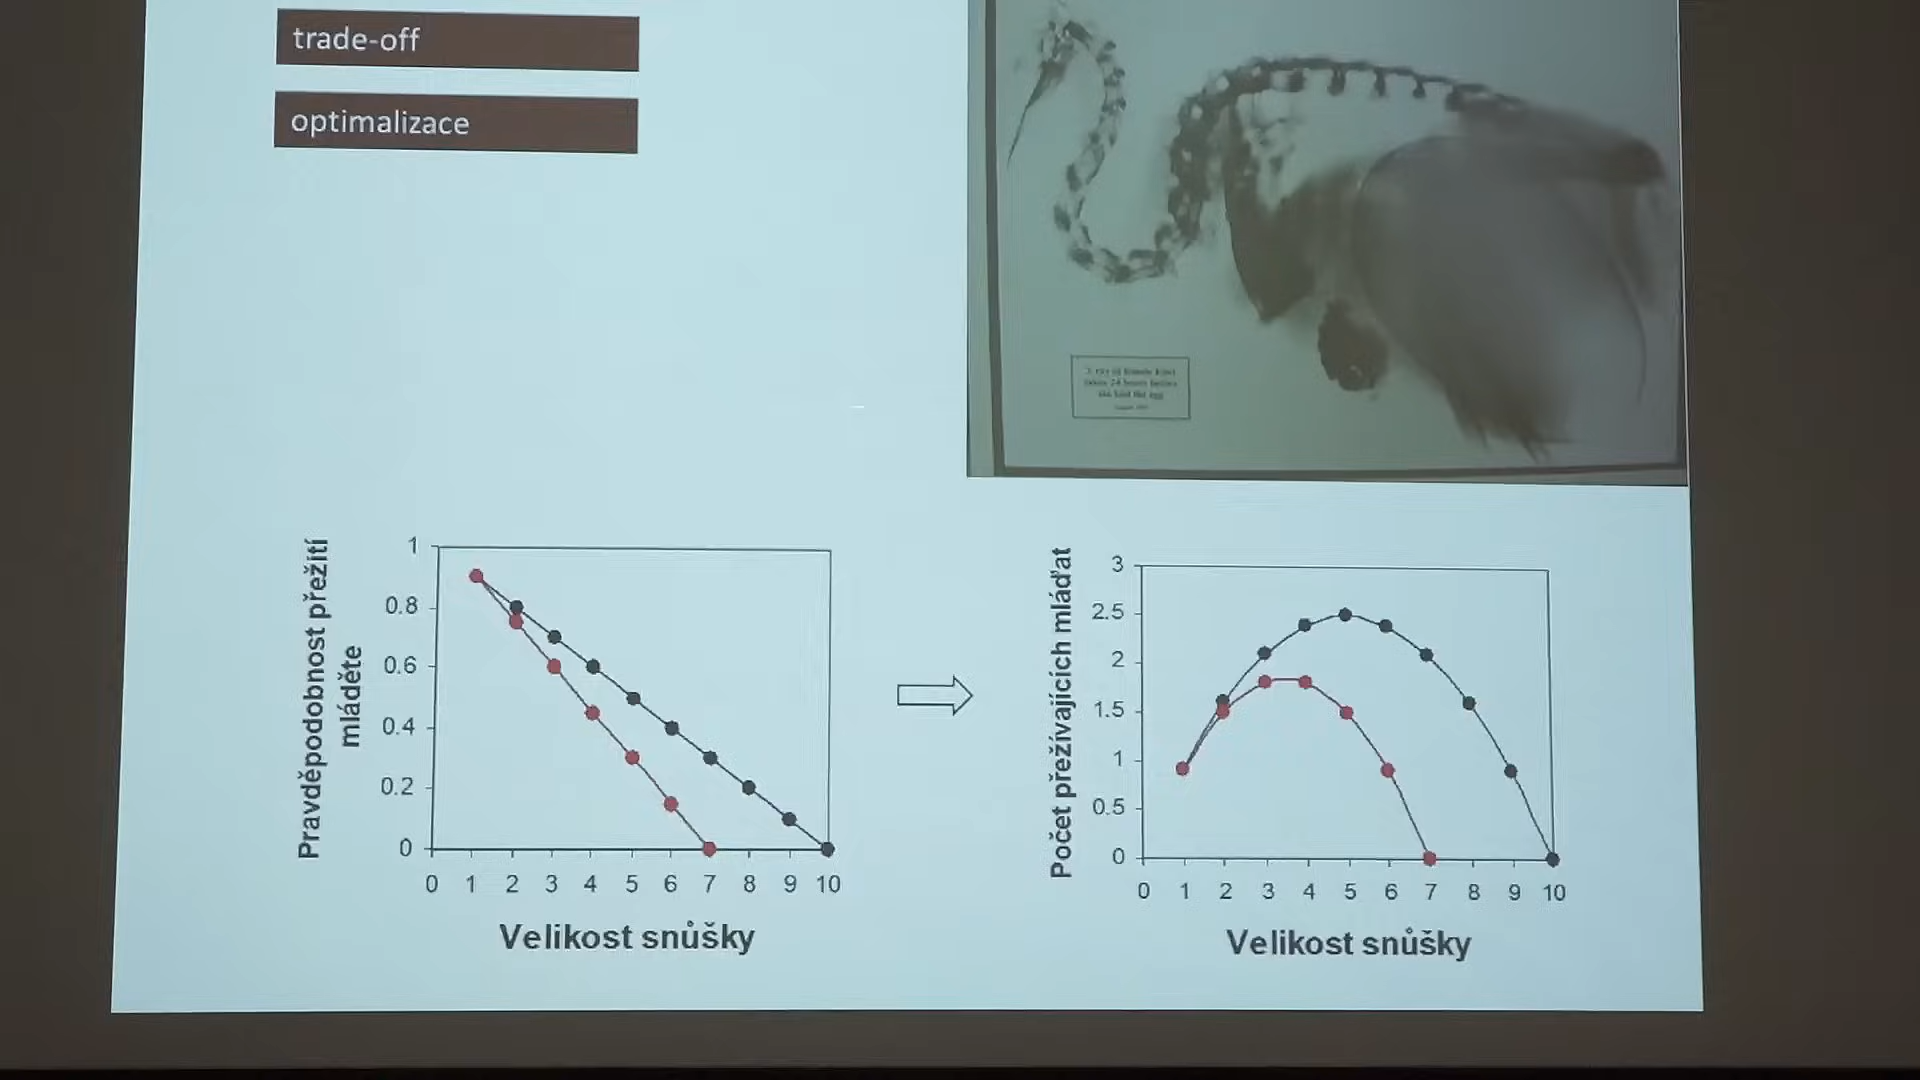 trade-off
optimalizace
Pravděpodobnost přežití
mláděte
1
0.8
0.6
0.4
0.2
0
0 1 2 3 4 5 6 7 8 9 10
Velikost snůšky
Počet přežívajících mláďat
3
2.5
2
1.5
1
0.5
0
0 1 2 3 4 5 6 7 8 9 10
Velikost snůšky